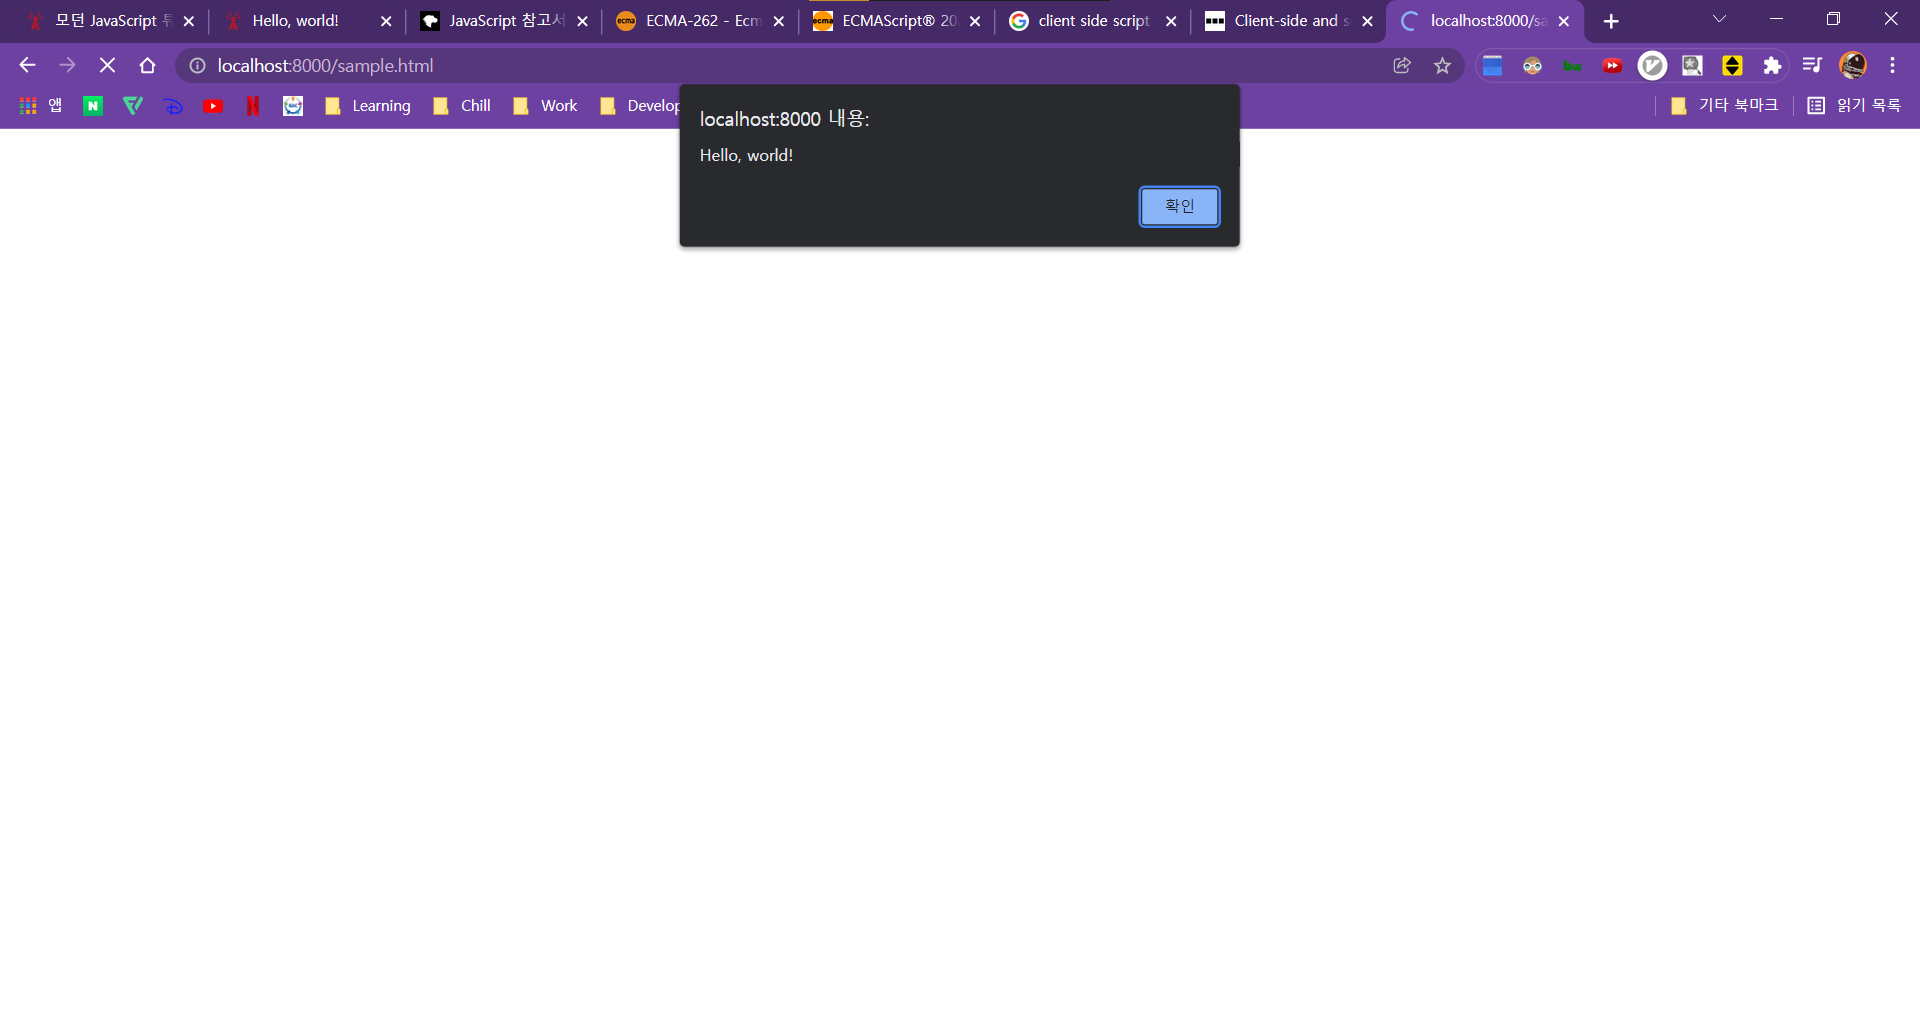 모던 JavaScript 튜
Hello, world!
JavaScript 참고서
ECMA-262 - Ecm
ECMAScript® 20
client side script
Client-side and s
localhost:8000/sa
localhost:8000/sample.html
앱
Learning
Chill
Work
Develop
기타 북마크
읽기 목록
localhost:8000 내용:
Hello, world!
확인